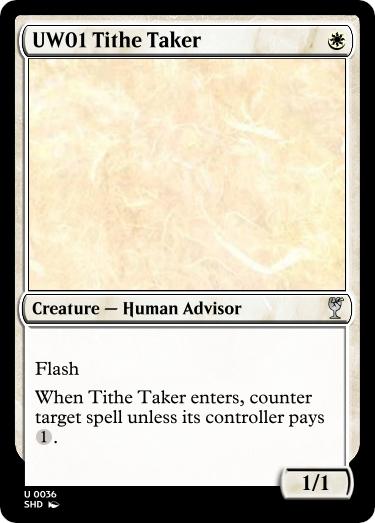 UW01 Tithe Taker
Creature — Human Advisor
Flash
When Tithe Taker enters, counter
target spell unless its controller pays
1.
1/1
U 0036
SHD